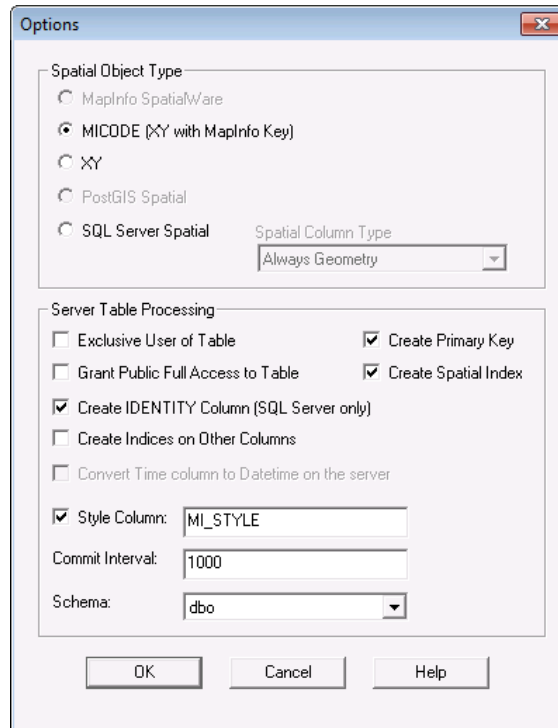 Options
Spatial Object Type
MapInfo SpatialWare
MICODE (XY with MapInfo Key)
XY
PostGIS Spatial
SQL Server Spatial
Spatial Column Type
Always Geometry
Server Table Processing
Exclusive User of Table
Create Primary Key
Grant Public Full Access to Table
Create Spatial Index
Create IDENTITY Column (SQL Server only)
Create Indices on Other Columns
Convert Time column to Datetime on the server
Style Column: MI_STYLE
Commit Interval: 1000
Schema: dbo
OK Cancel Help